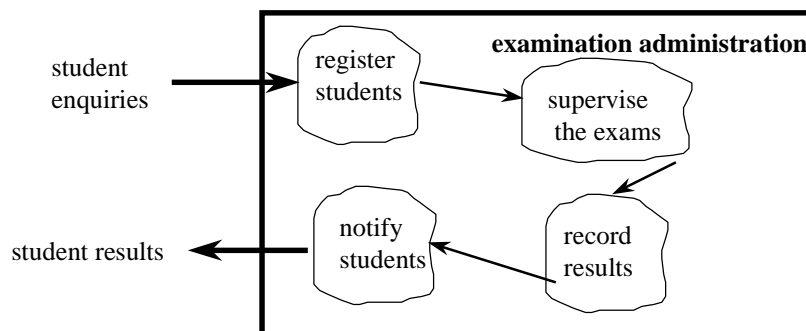 examination administration
student
enquiries
register
students
supervise
the exams
record
results
notify
students
student results